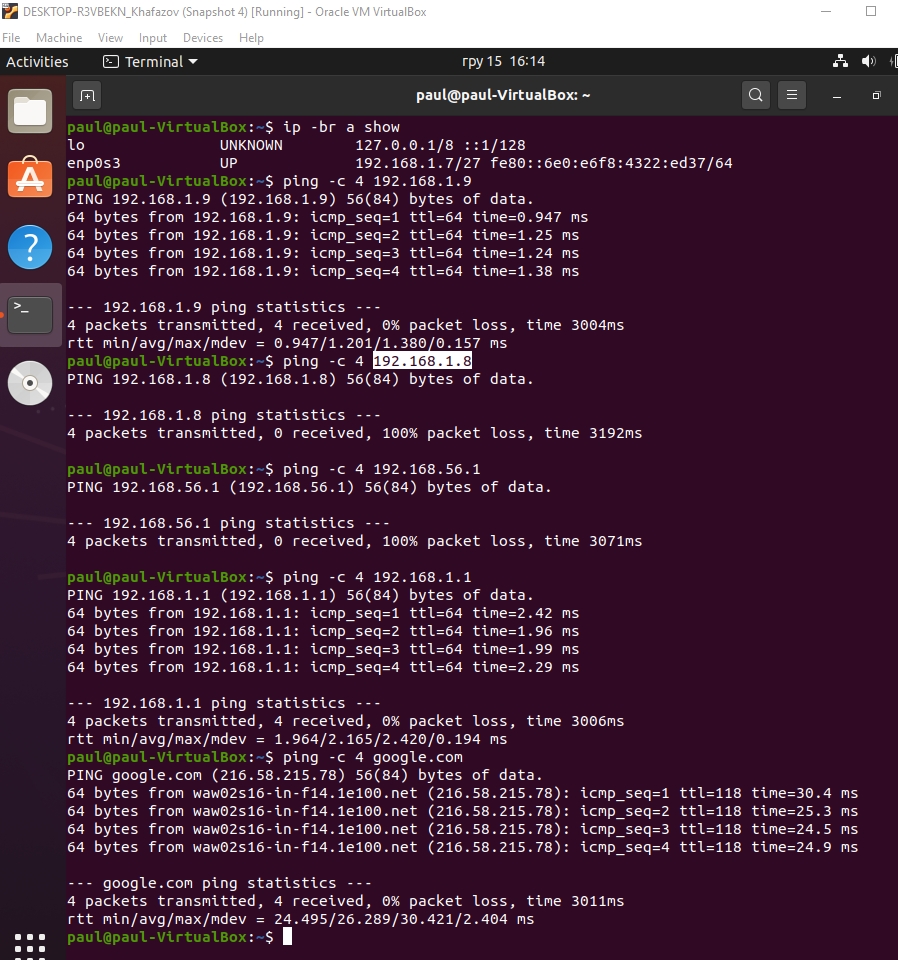 DESKTOP-R3VBEKN_Khafazov (Snapshot 4) [Running] - Oracle VM VirtualBox
File Machine View Input Devices Help
Activities Terminal гру 15 16:14
paul@paul-VirtualBox: ~
paul@paul-VirtualBox:~$ ip -br a show
lo UNKNOWN 127.0.0.1/8 ::1/128
enp0s3 UP 192.168.1.7/27 fe80::6e0:e6f8:4322:ed37/64
paul@paul-VirtualBox:~$ ping -c 4 192.168.1.9
PING 192.168.1.9 (192.168.1.9) 56(84) bytes of data.
64 bytes from 192.168.1.9: icmp_seq=1 ttl=64 time=0.947 ms
64 bytes from 192.168.1.9: icmp_seq=2 ttl=64 time=1.25 ms
64 bytes from 192.168.1.9: icmp_seq=3 ttl=64 time=1.24 ms
64 bytes from 192.168.1.9: icmp_seq=4 ttl=64 time=1.38 ms
--- 192.168.1.9 ping statistics ---
4 packets transmitted, 4 received, 0% packet loss, time 3004ms
rtt min/avg/max/mdev = 0.947/1.201/1.380/0.157 ms
paul@paul-VirtualBox:~$ ping -c 4 192.168.1.8
PING 192.168.1.8 (192.168.1.8) 56(84) bytes of data.
--- 192.168.1.8 ping statistics ---
4 packets transmitted, 0 received, 100% packet loss, time 3192ms
paul@paul-VirtualBox:~$ ping -c 4 192.168.56.1
PING 192.168.56.1 (192.168.56.1) 56(84) bytes of data.
--- 192.168.56.1 ping statistics ---
4 packets transmitted, 0 received, 100% packet loss, time 3071ms
paul@paul-VirtualBox:~$ ping -c 4 192.168.1.1
PING 192.168.1.1 (192.168.1.1) 56(84) bytes of data.
64 bytes from 192.168.1.1: icmp_seq=1 ttl=64 time=2.42 ms
64 bytes from 192.168.1.1: icmp_seq=2 ttl=64 time=1.96 ms
64 bytes from 192.168.1.1: icmp_seq=3 ttl=64 time=1.99 ms
64 bytes from 192.168.1.1: icmp_seq=4 ttl=64 time=2.29 ms
--- 192.168.1.1 ping statistics ---
4 packets transmitted, 4 received, 0% packet loss, time 3006ms
rtt min/avg/max/mdev = 1.964/2.165/2.420/0.194 ms
paul@paul-VirtualBox:~$ ping -c 4 google.com
PING google.com (216.58.215.78) 56(84) bytes of data.
64 bytes from waw02s16-in-f14.1e100.net (216.58.215.78): icmp_seq=1 ttl=118 time=30.4 ms
64 bytes from waw02s16-in-f14.1e100.net (216.58.215.78): icmp_seq=2 ttl=118 time=25.3 ms
64 bytes from waw02s16-in-f14.1e100.net (216.58.215.78): icmp_seq=3 ttl=118 time=24.5 ms
64 bytes from waw02s16-in-f14.1e100.net (216.58.215.78): icmp_seq=4 ttl=118 time=24.9 ms
--- google.com ping statistics ---
4 packets transmitted, 4 received, 0% packet loss, time 3011ms
rtt min/avg/max/mdev = 24.495/26.289/30.421/2.404 ms
paul@paul-VirtualBox:~$